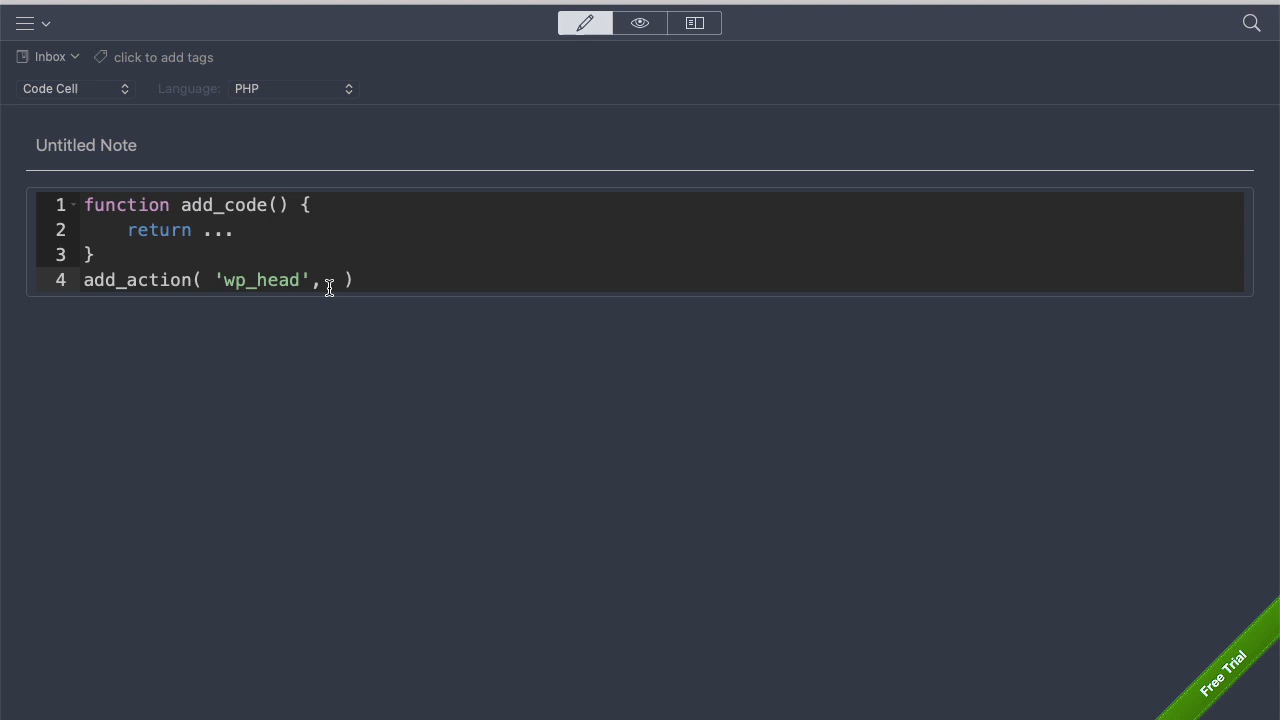 Inbox click to add tags
Code Cell Language: PHP
Untitled Note
1 function add_code() {
2     return ...
3 }
4 add_action( 'wp_head',  )
Free Trial